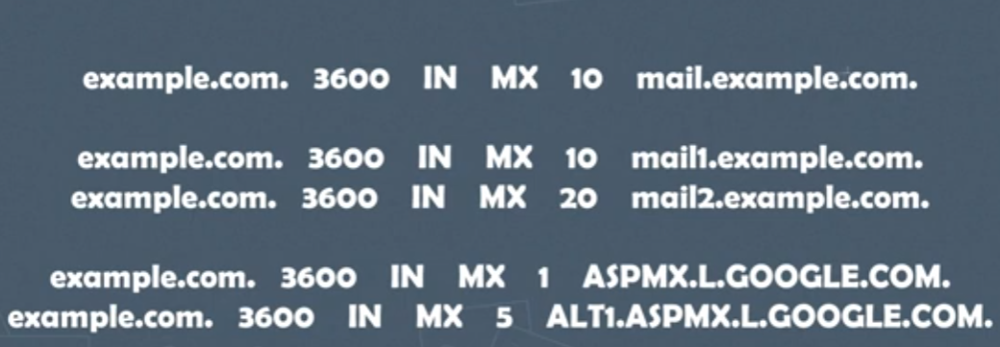 example.com. 3600 IN MX 10 mail.example.com.
example.com. 3600 IN MX 10 mail1.example.com.
example.com. 3600 IN MX 20 mail2.example.com.
example.com. 3600 IN MX 1 ASPMX.L.GOOGLE.COM.
example.com. 3600 IN MX 5 ALT1.ASPMX.L.GOOGLE.COM.